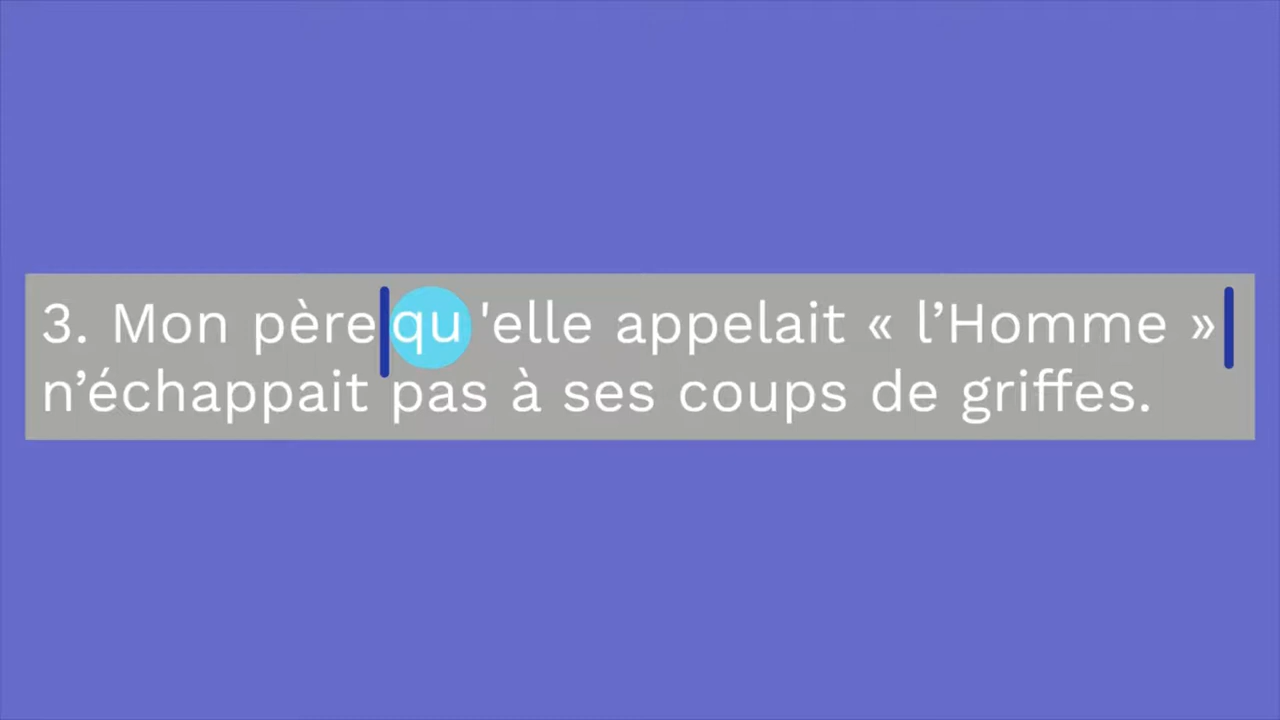 3. Mon père qu 'elle appelait « l’Homme »
n’échappait pas à ses coups de griffes.